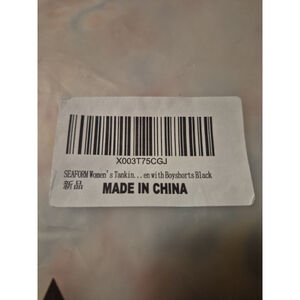 X003T75CGJ
SEAFORM Women's Tankin...en with Boyshorts Black
新品
MADE IN CHINA